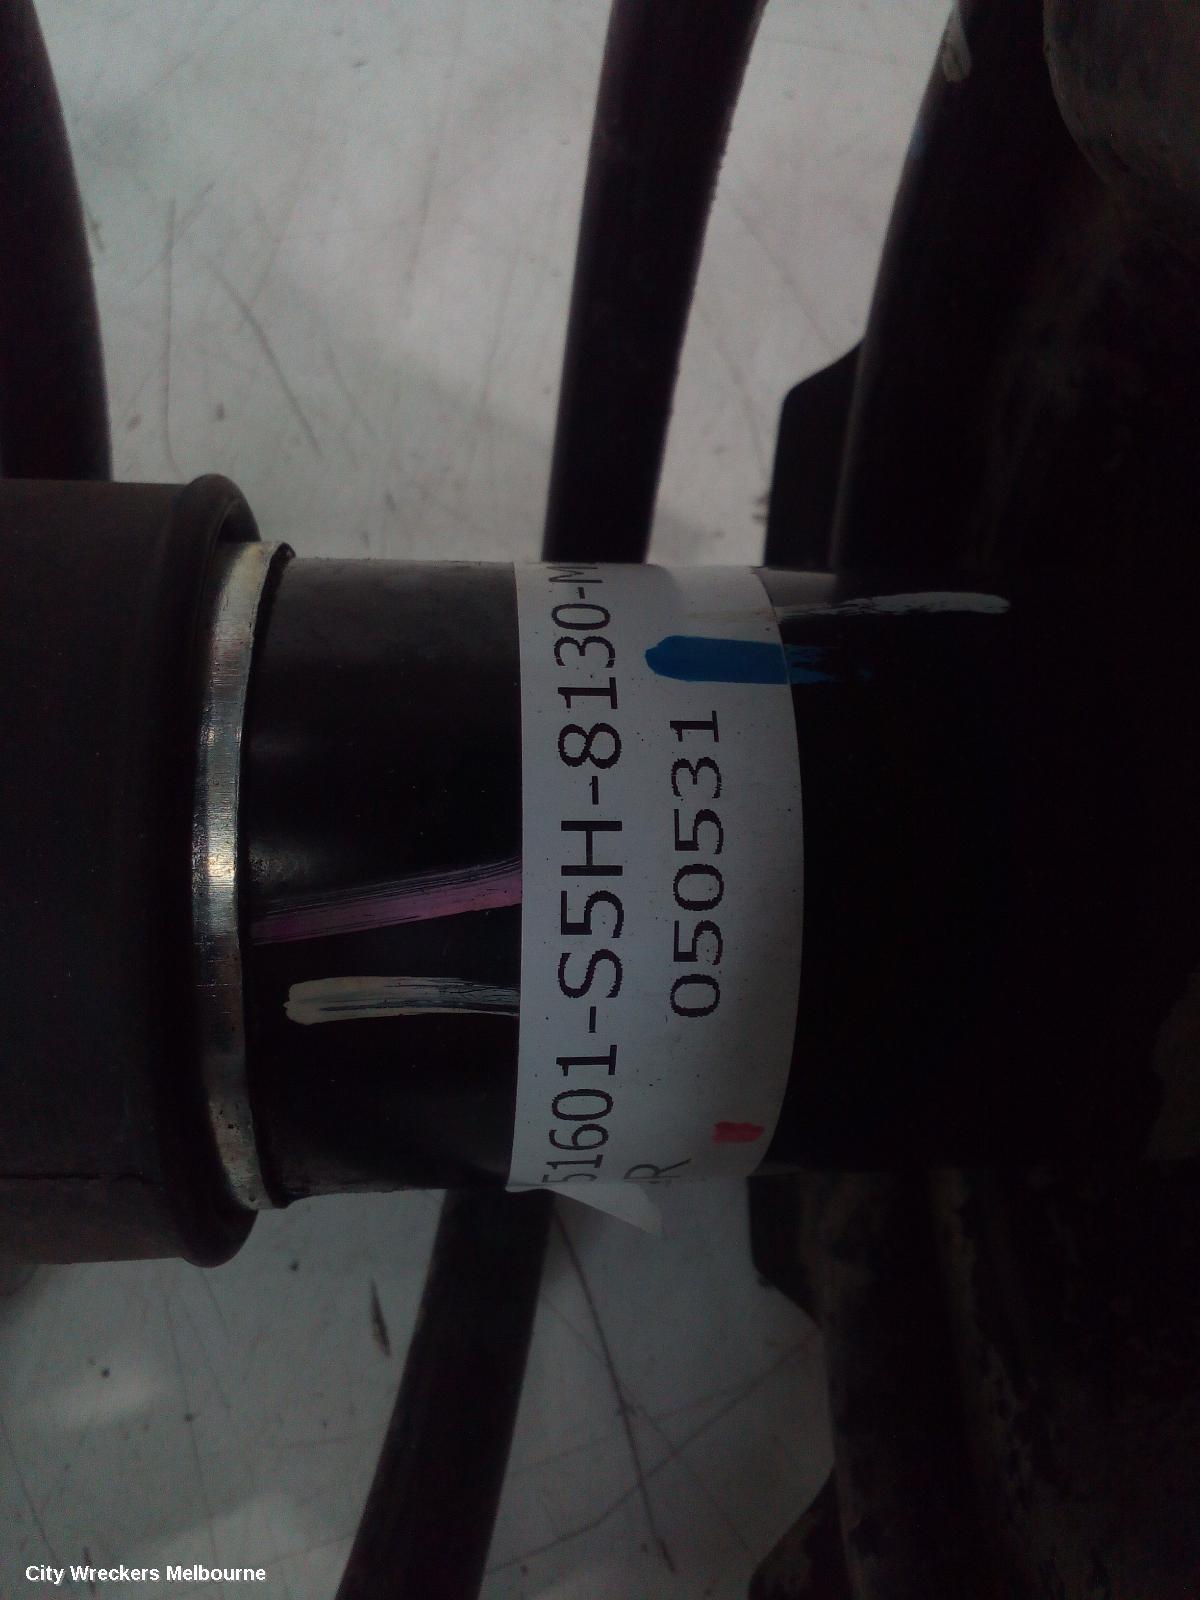 51601-S5H-8130-M
050531
R
City Wreckers Melbourne